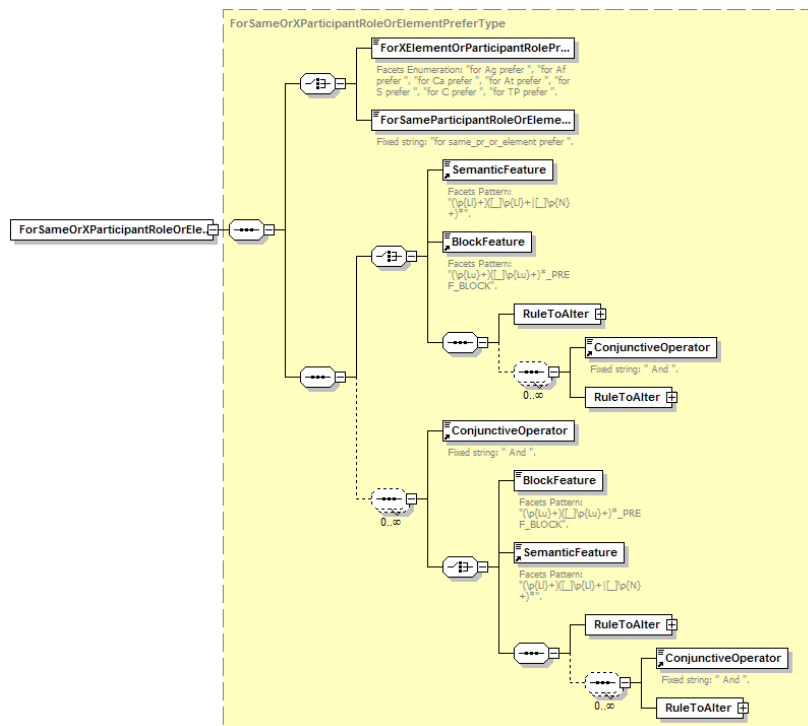 ForSameOrXParticipantRoleOrElementPreferType
ForXElementOrParticipantRolePr...
Facets Enumeration: "for Ag prefer ", "for Af
prefer ", "for Ca prefer ", "for At prefer ", "for
S prefer ", "for C prefer ", "for TP prefer ".
ForSameParticipantRoleOrEleme...
Fixed string: "for same_pr_or_element prefer ".
SemanticFeature
Facets Pattern:
"(\p{Ll}+)([_]\p{Ll}+|[_]\p{N}
+)*".
ForSameOrXParticipantRoleOrEle...
BlockFeature
Facets Pattern:
"(\p{Lu}+)([_]\p{Lu}+)*_PRE
F_BLOCK".
RuleToAlter
ConjunctiveOperator
Fixed string: " And ".
RuleToAlter
0..∞
ConjunctiveOperator
Fixed string: " And ".
BlockFeature
Facets Pattern:
"(\p{Lu}+)([_]\p{Lu}+)*_PRE
F_BLOCK".
0..∞
SemanticFeature
Facets Pattern:
"(\p{Ll}+)([_]\p{Ll}+|[_]\p{N}
+)*".
RuleToAlter
ConjunctiveOperator
Fixed string: " And ".
RuleToAlter
0..∞